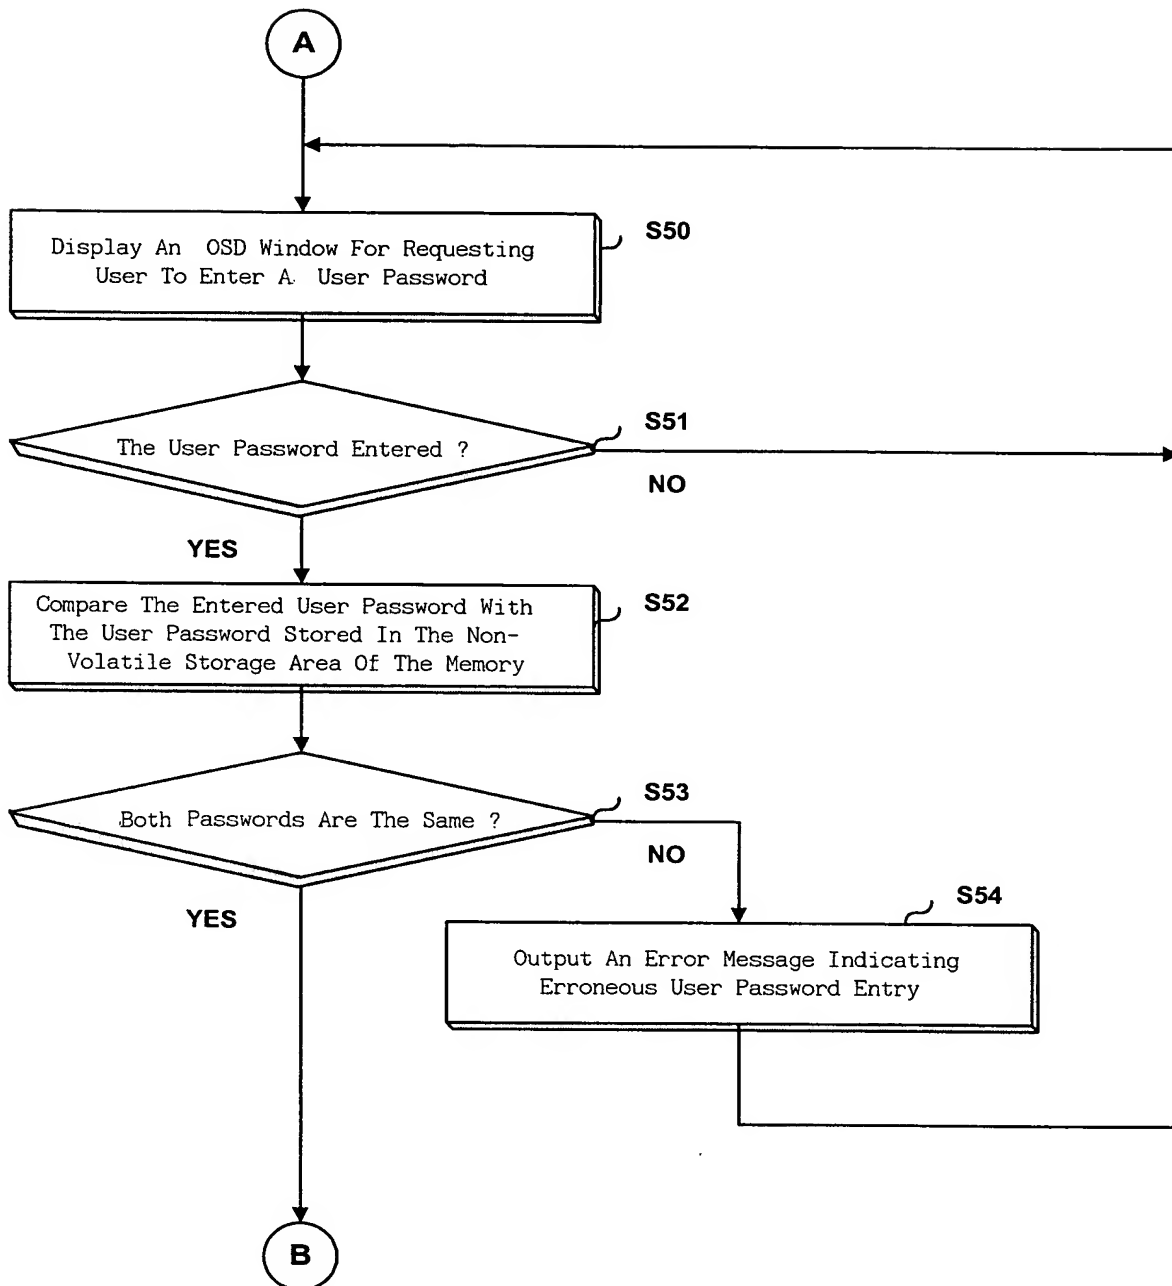 A
Display An OSD Window For Requesting
User To Enter A User Password
S50
The User Password Entered ?
S51
NO
YES
Compare The Entered User Password With
The User Password Stored In The Non-
Volatile Storage Area Of The Memory
S52
Both Passwords Are The Same ?
S53
NO
YES
S54
Output An Error Message Indicating
Erroneous User Password Entry
B